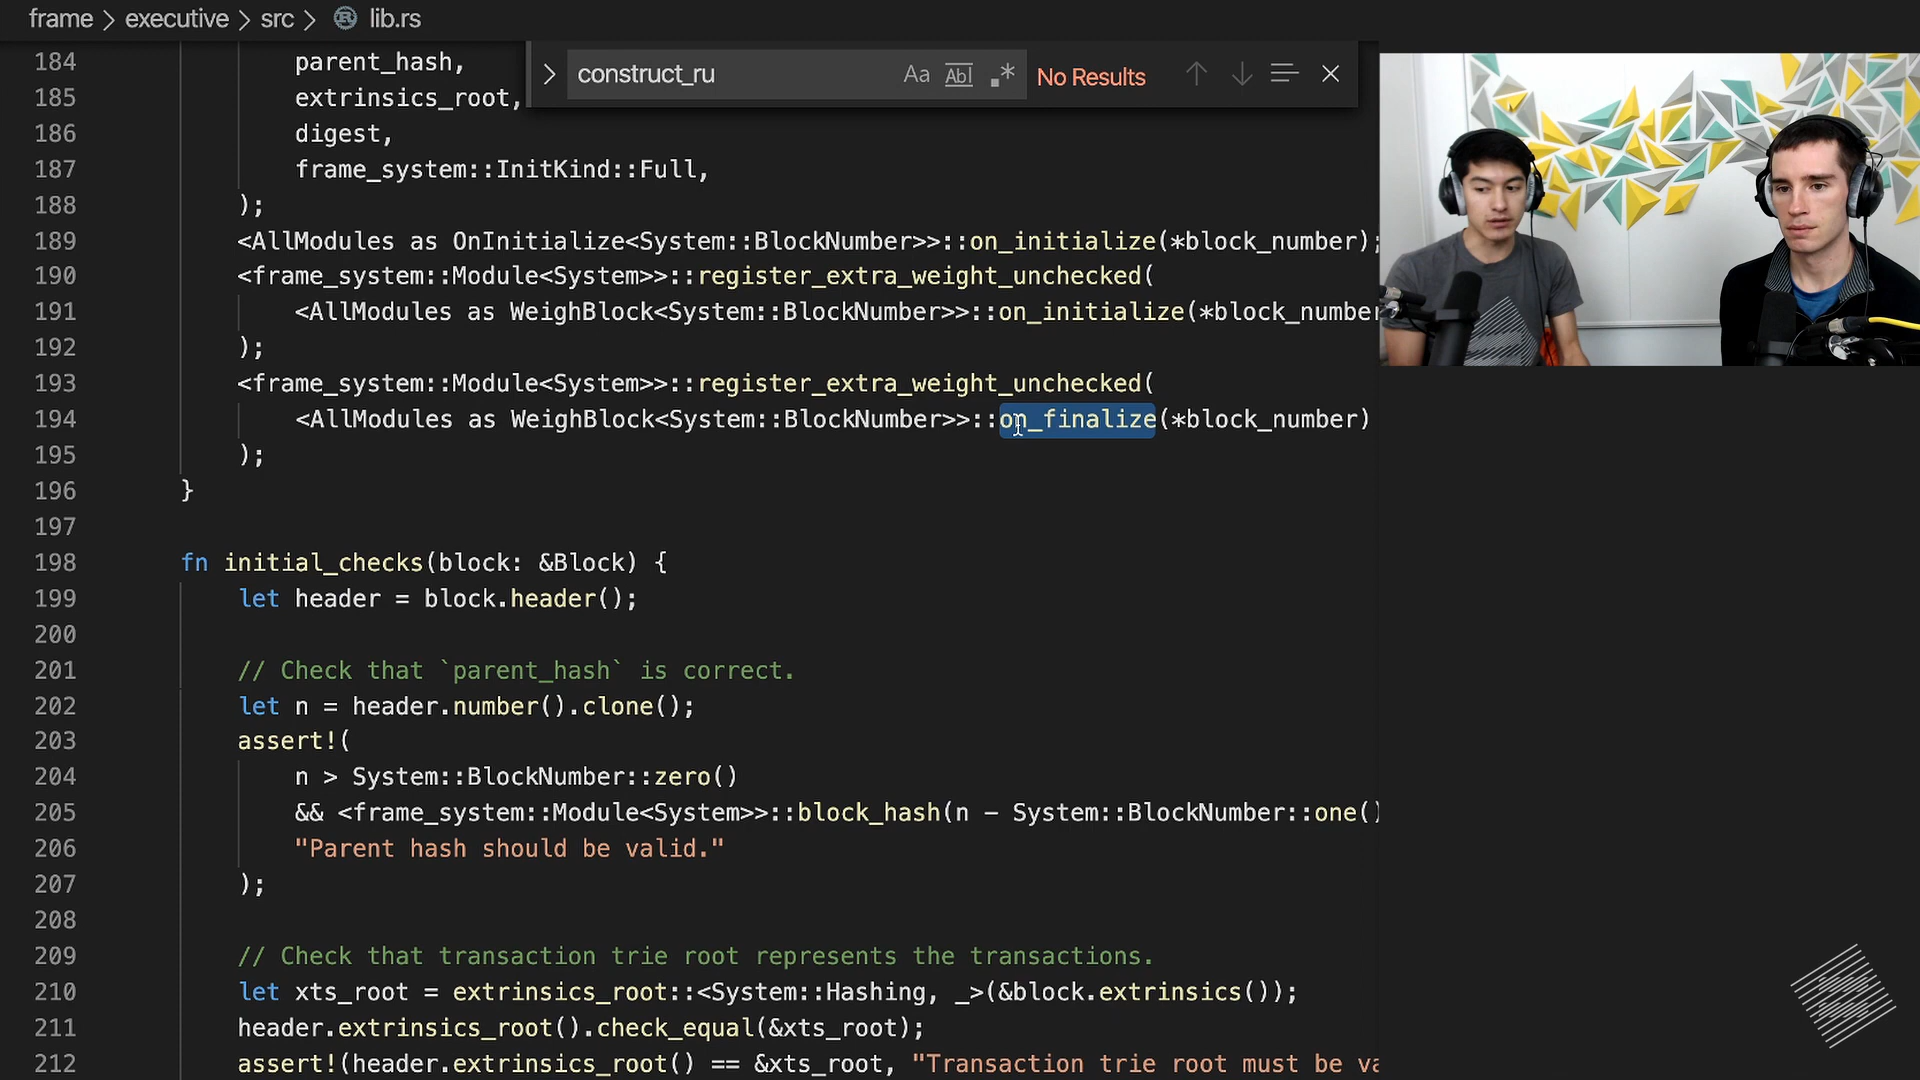 frame > executive > src > lib.rs
construct_ru Aa Abl .* No Results
184 parent_hash,
185 extrinsics_root,
186 digest,
187 frame_system::InitKind::Full,
188 );
189 <AllModules as OnInitialize<System::BlockNumber>>::on_initialize(*block_number);
190 <frame_system::Module<System>>::register_extra_weight_unchecked(
191 <AllModules as WeighBlock<System::BlockNumber>>::on_initialize(*block_number
192 );
193 <frame_system::Module<System>>::register_extra_weight_unchecked(
194 <AllModules as WeighBlock<System::BlockNumber>>::on_finalize(*block_number)
195 );
196 }
197
198 fn initial_checks(block: &Block) {
199 let header = block.header();
200
201 // Check that `parent_hash` is correct.
202 let n = header.number().clone();
203 assert!(
204 n > System::BlockNumber::zero()
205 && <frame_system::Module<System>>::block_hash(n - System::BlockNumber::one()
206 "Parent hash should be valid."
207 );
208
209 // Check that transaction trie root represents the transactions.
210 let xts_root = extrinsics_root::<System::Hashing, _>(&block.extrinsics());
211 header.extrinsics_root().check_equal(&xts_root);
212 assert!(header.extrinsics_root() == &xts_root, "Transaction trie root must be va